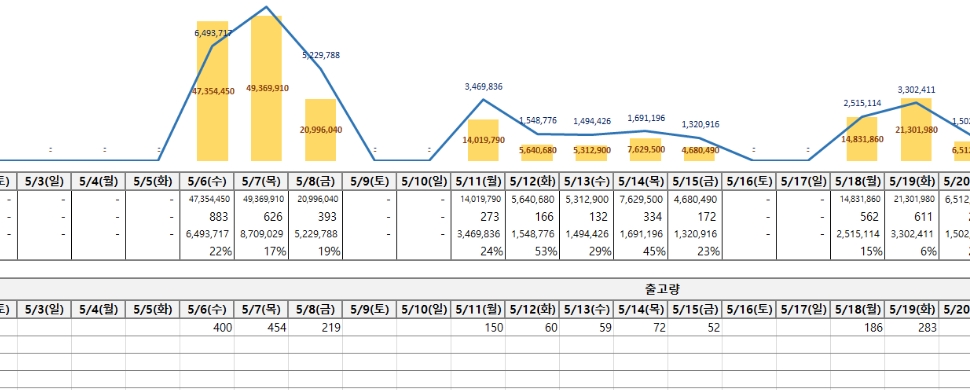 6,493,717 5,229,788 3,469,836 1,548,776 1,494,426 1,691,196 1,320,916 2,515,114 3,302,411 1,502
47,354,450 49,369,910 20,996,040 14,019,790 5,640,680 5,312,900 7,629,500 4,680,490 14,831,860 21,301,980 6,512
- - - - - - -
토) 5/3(일) 5/4(월) 5/5(화) 5/6(수) 5/7(목) 5/8(금) 5/9(토) 5/10(일) 5/11(월) 5/12(화) 5/13(수) 5/14(목) 5/15(금) 5/16(토) 5/17(일) 5/18(월) 5/19(화) 5/20
- - - - 47,354,450 49,369,910 20,996,040 - - 14,019,790 5,640,680 5,312,900 7,629,500 4,680,490 - - 14,831,860 21,301,980 6,512
- - - - 883 626 393 - - 273 166 132 334 172 - - 562 611
- - - - 6,493,717 8,709,029 5,229,788 - - 3,469,836 1,548,776 1,494,426 1,691,196 1,320,916 - - 2,515,114 3,302,411 1,502
22% 17% 19% 24% 53% 29% 45% 23% 15% 6%
출고량
토) 5/3(일) 5/4(월) 5/5(화) 5/6(수) 5/7(목) 5/8(금) 5/9(토) 5/10(일) 5/11(월) 5/12(화) 5/13(수) 5/14(목) 5/15(금) 5/16(토) 5/17(일) 5/18(월) 5/19(화) 5/20
400 454 219 150 60 59 72 52 186 283